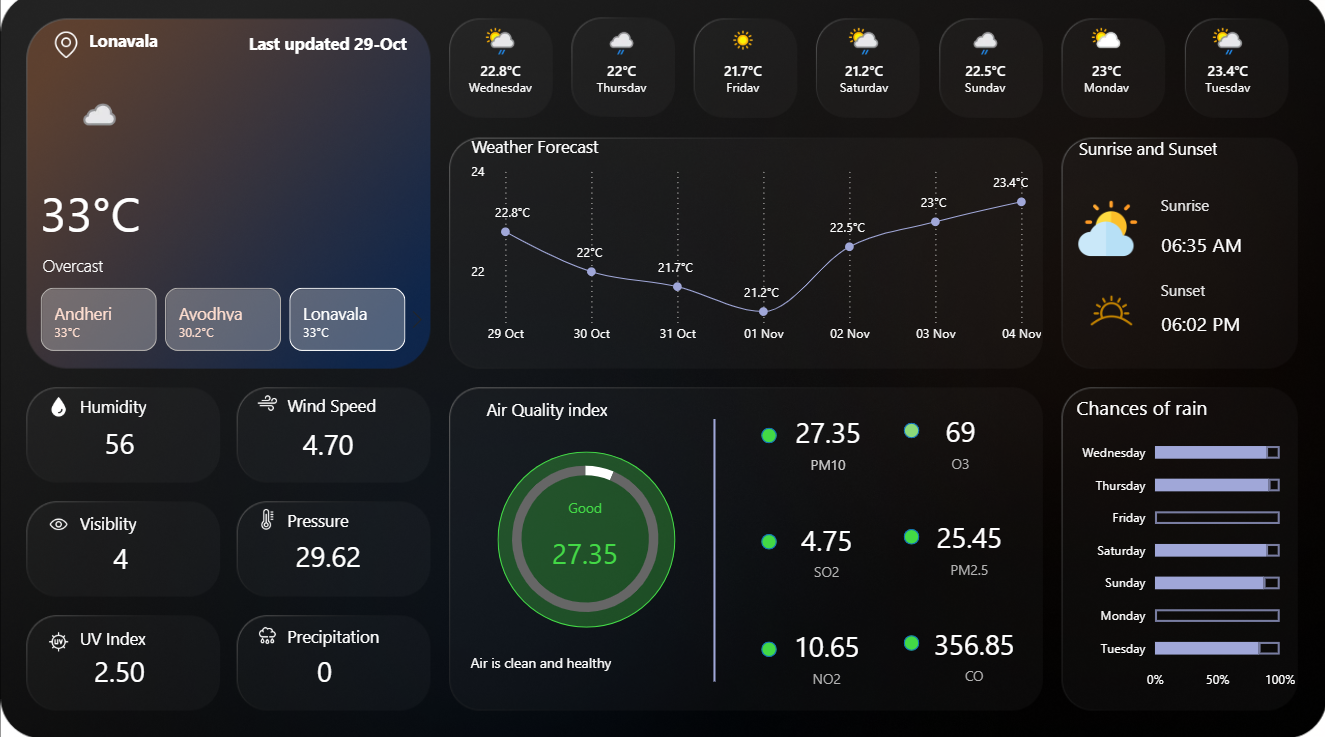 Lonavala
Last updated 29-Oct
33°C
Overcast
Andheri
33°C
Ayodhya
30.2°C
Lonavala
33°C
22.8°C
Wednesday
22°C
Thursday
21.7°C
Friday
21.2°C
Saturday
22.5°C
Sunday
23°C
Monday
23.4°C
Tuesday
Weather Forecast
24
22
22.8°C
22°C
21.7°C
21.2°C
22.5°C
23°C
23.4°C
29 Oct
30 Oct
31 Oct
01 Nov
02 Nov
03 Nov
04 Nov
Sunrise and Sunset
Sunrise
06:35 AM
Sunset
06:02 PM
Humidity
56
Wind Speed
4.70
Visiblity
4
Pressure
29.62
UV
UV Index
2.50
Precipitation
0
Air Quality index
Good
27.35
Air is clean and healthy
27.35
PM10
69
O3
4.75
SO2
25.45
PM2.5
10.65
NO2
356.85
CO
Chances of rain
Wednesday
Thursday
Friday
Saturday
Sunday
Monday
Tuesday
0%
50%
100%